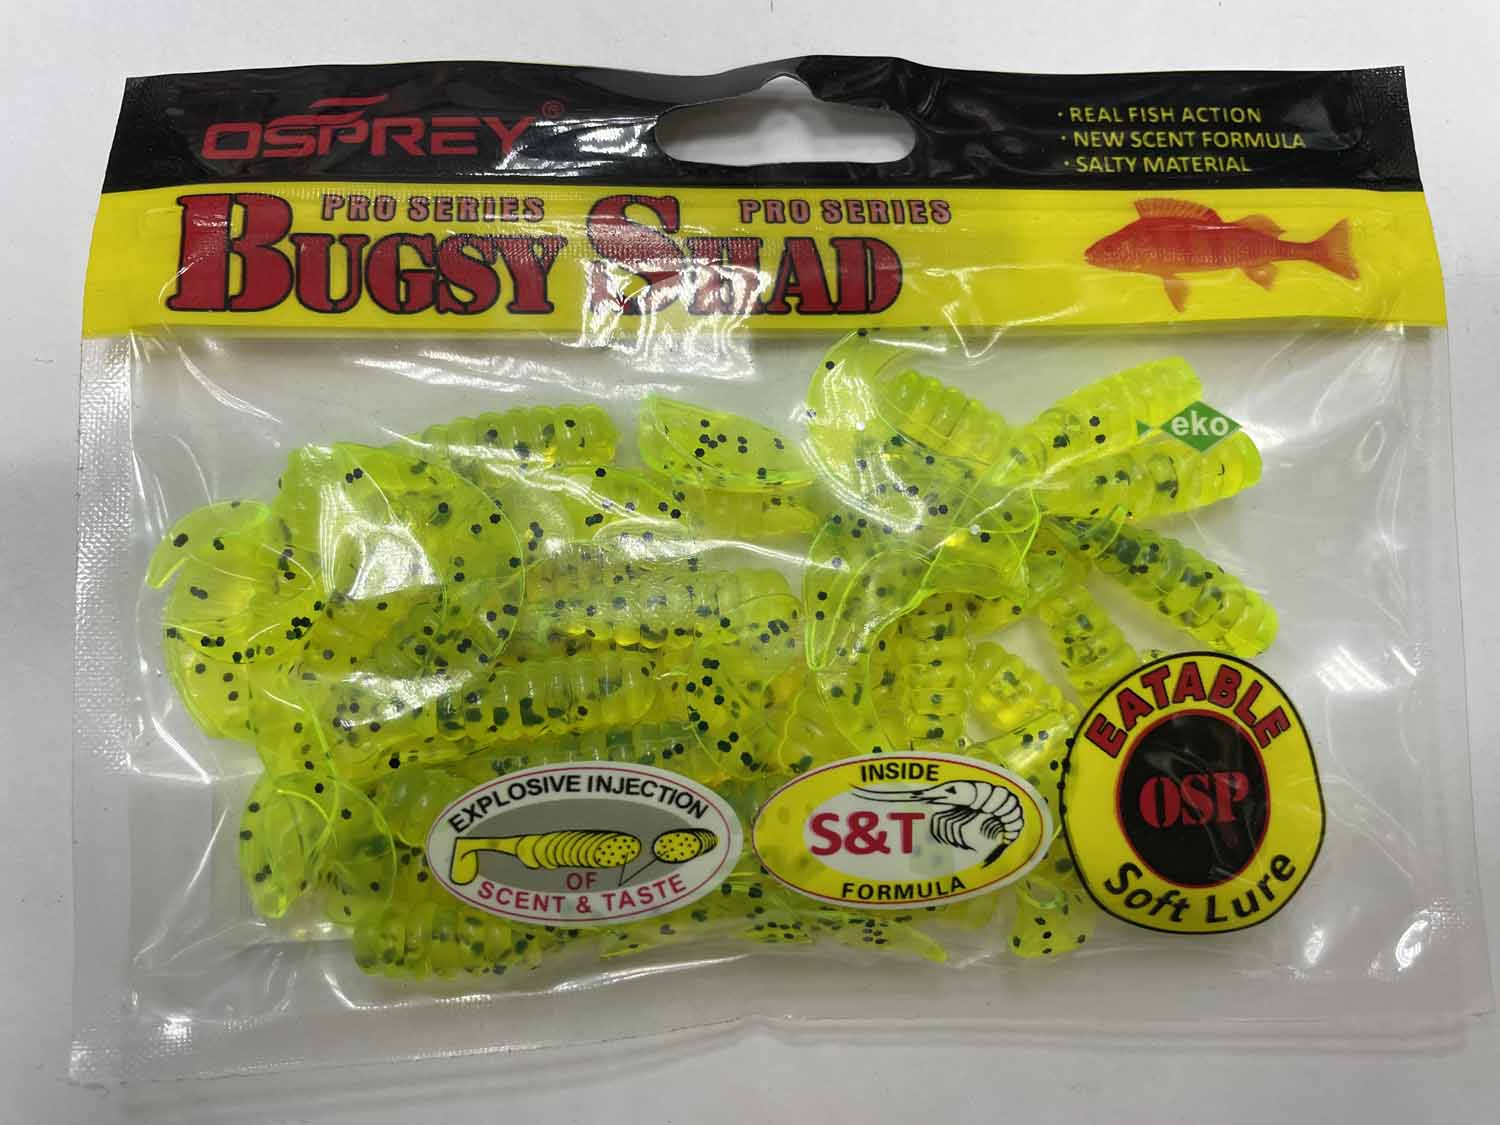 OSPREY®
· REAL FISH ACTION
· NEW SCENT FORMULA
· SALTY MATERIAL
PRO SERIES PRO SERIES
BUGSY SHAD
eko
EATABLE
OSP
Soft Lure
EXPLOSIVE INJECTION
OF
SCENT & TASTE
INSIDE
S&T
FORMULA